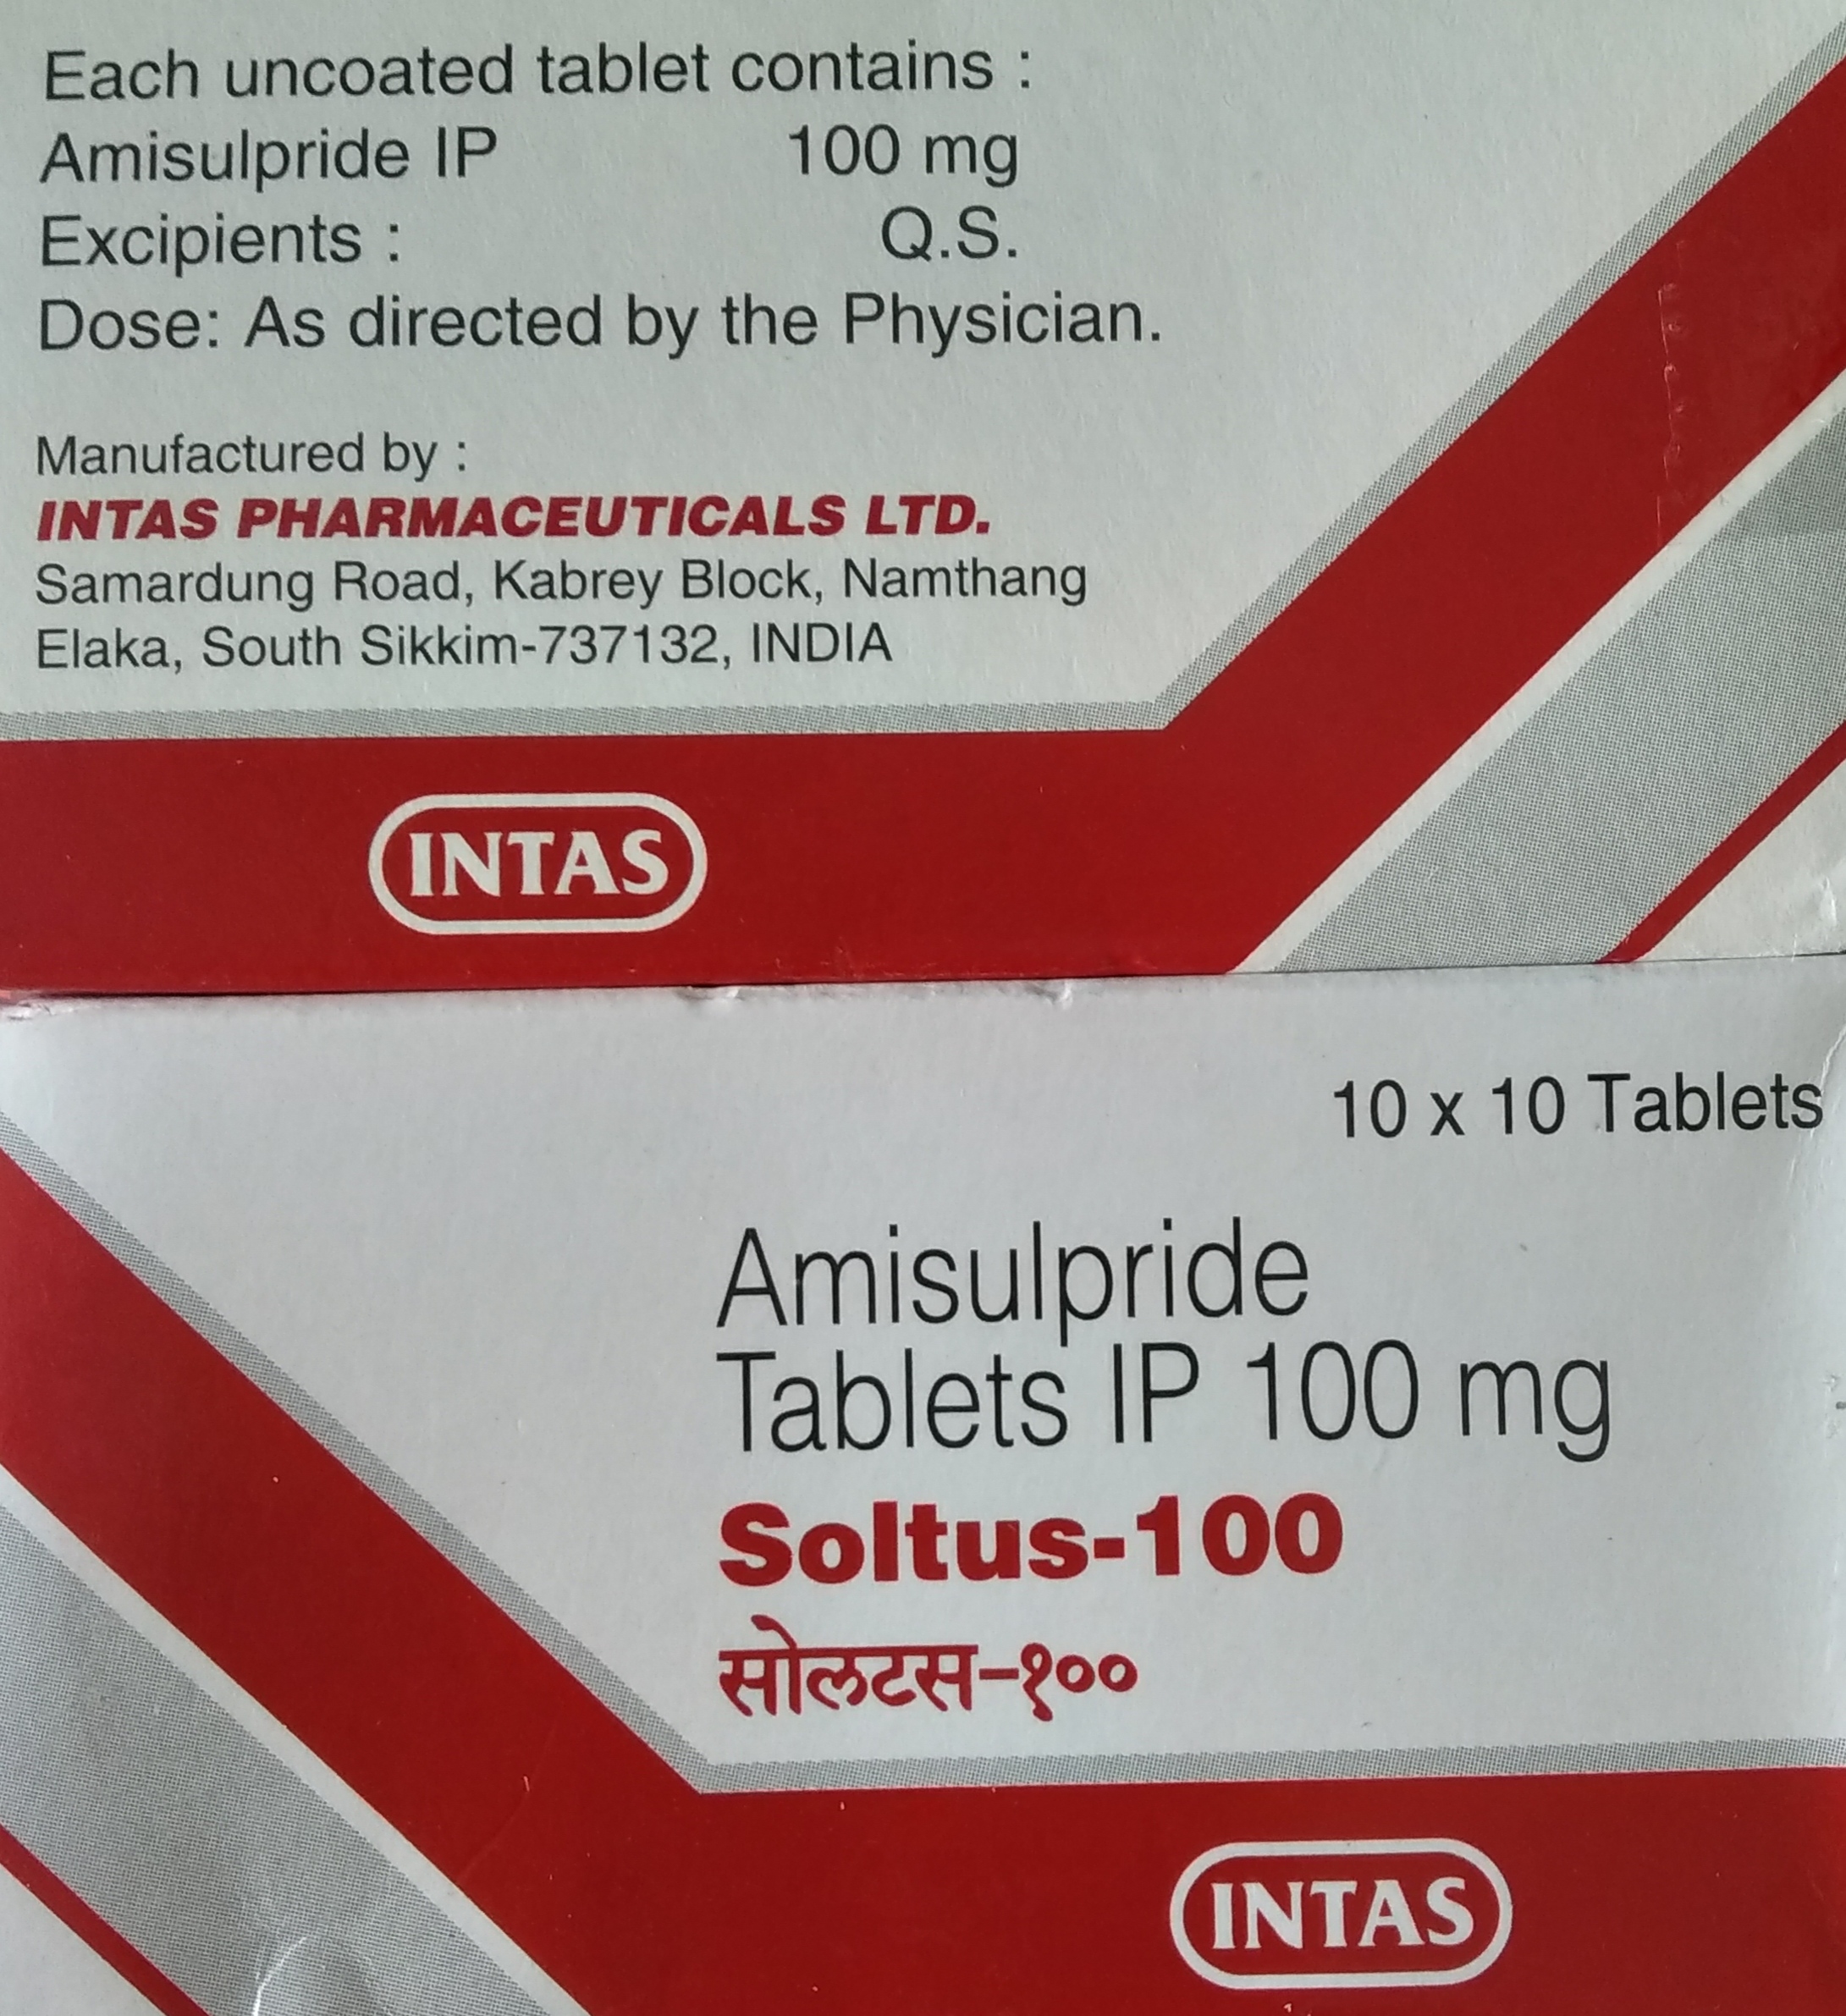 Each uncoated tablet contains :
Amisulpride IP 100 mg
Excipients : Q.S.
Dose: As directed by the Physician.
Manufactured by :
INTAS PHARMACEUTICALS LTD.
Samardung Road, Kabrey Block, Namthang
Elaka, South Sikkim-737132, INDIA
INTAS
10 x 10 Tablets
Amisulpride
Tablets IP 100 mg
Soltus-100
सोलटस-१००
INTAS